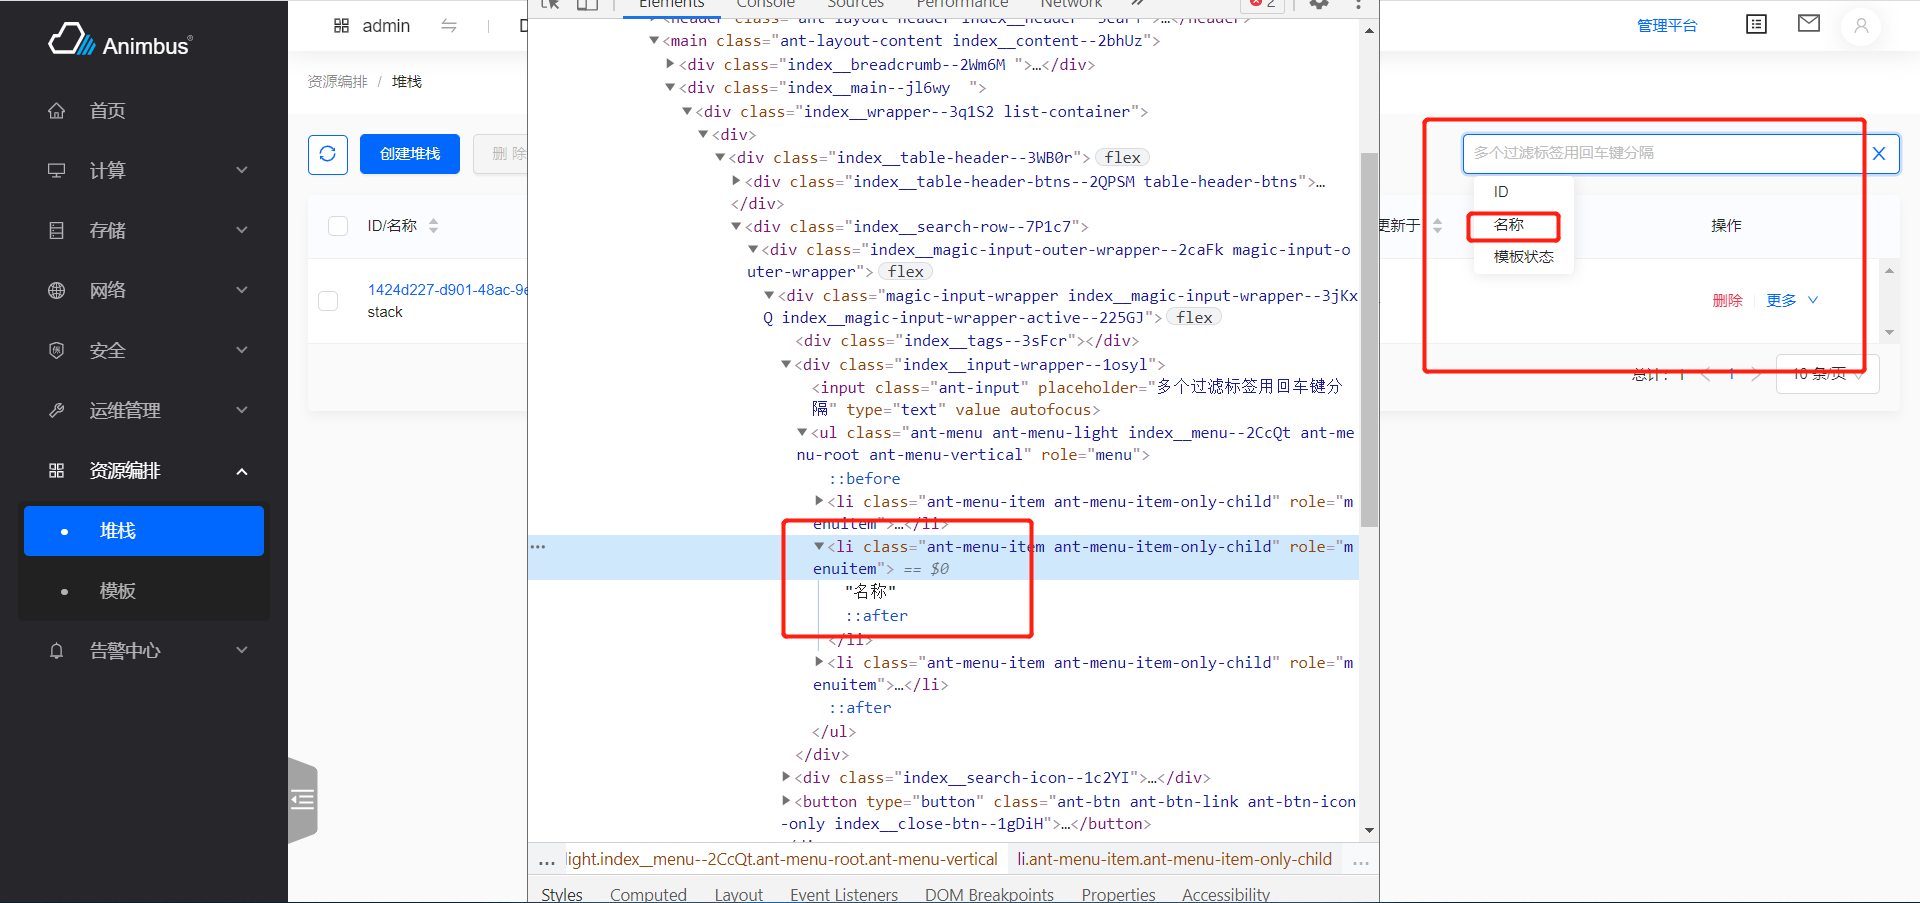 Animbus®
首页
计算
存储
网络
安全
运维管理
资源编排
堆栈
模板
告警中心
admin
资源编排 / 堆栈
创建堆栈
删 除
ID/名称
1424d227-d901-48ac-9e
stack
Elements Console Sources Performance Network » 2
<header class="ant-layout-header index__header--3carf">…</header>
<main class="ant-layout-content index__content--2bhUz">
<div class="index__breadcrumb--2Wm6M ">…</div>
<div class="index__main--jl6wy  ">
<div class="index__wrapper--3q1S2 list-container">
<div>
<div class="index__table-header--3WB0r"> flex
<div class="index__table-header-btns--2QPSM table-header-btns">…
</div>
<div class="index__search-row--7P1c7">
<div class="index__magic-input-outer-wrapper--2caFk magic-input-o
uter-wrapper"> flex
<div class="magic-input-wrapper index__magic-input-wrapper--3jKx
Q index__magic-input-wrapper-active--225GJ"> flex
<div class="index__tags--3sFcr"></div>
<div class="index__input-wrapper--1osyl">
<input class="ant-input" placeholder="多个过滤标签用回车键分
隔" type="text" value autofocus>
<ul class="ant-menu ant-menu-light index__menu--2CcQt ant-me
nu-root ant-menu-vertical" role="menu">
::before
<li class="ant-menu-item ant-menu-item-only-child" role="m
enuitem">…</li>
… <li class="ant-menu-item ant-menu-item-only-child" role="m
enuitem"> == $0
"名称"
::after
</li>
<li class="ant-menu-item ant-menu-item-only-child" role="m
enuitem">…</li>
::after
</ul>
</div>
<div class="index__search-icon--1c2YI">…</div>
<button type="button" class="ant-btn ant-btn-link ant-btn-icon
-only index__close-btn--1gDiH">…</button>
… light.index__menu--2CcQt.ant-menu-root.ant-menu-vertical li.ant-menu-item.ant-menu-item-only-child …
Styles Computed Layout Event Listeners DOM Breakpoints Properties Accessibility
管理平台
多个过滤标签用回车键分隔
ID
名称
模板状态
更新于
操作
删除 更多
总计: 1 < 1 > 10 条/页